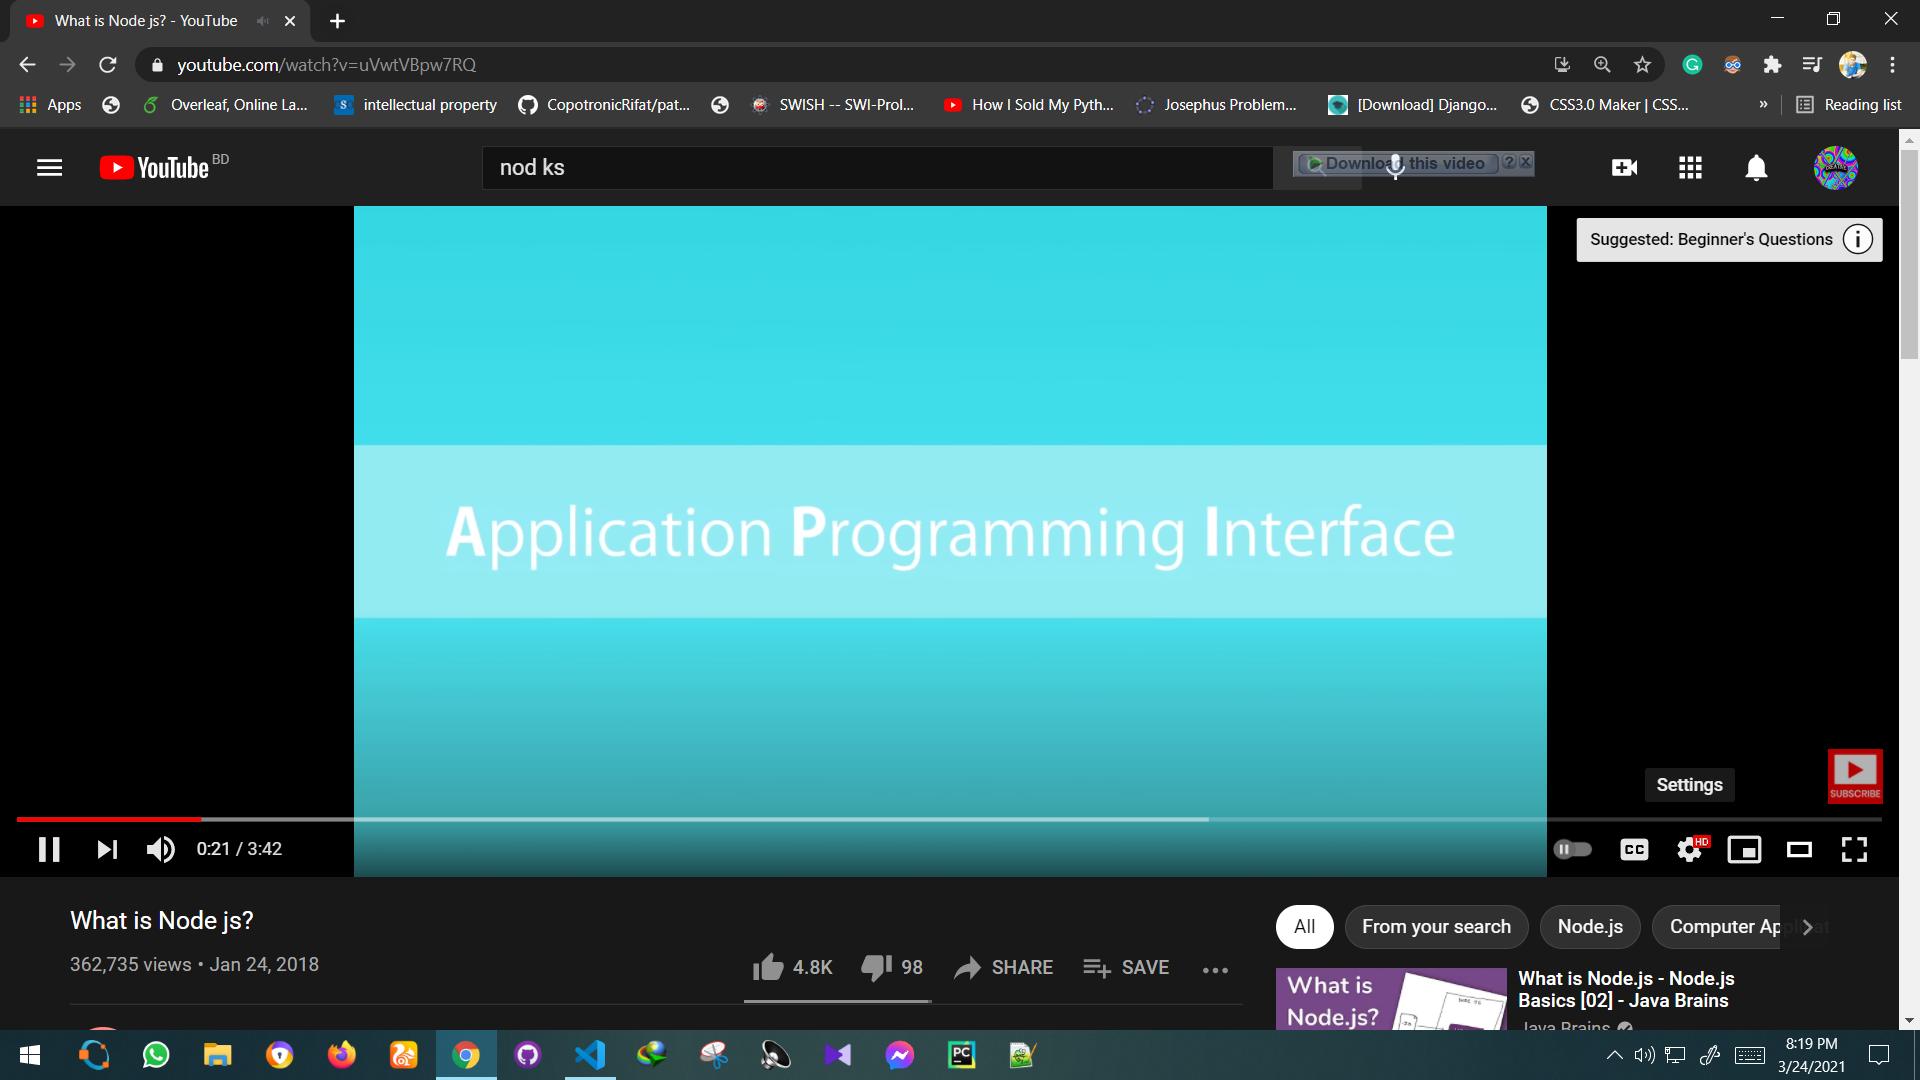 What is Node js? - YouTube
youtube.com/watch?v=uVwtVBpw7RQ
Apps
Overleaf, Online La...
intellectual property
CopotronicRifat/pat...
SWISH -- SWI-Prol...
How I Sold My Pyth...
Josephus Problem...
[Download] Django...
CSS3.0 Maker | CSS...
»
Reading list
YouTube BD
nod ks
Download this video
Suggested: Beginner's Questions
Application Programming Interface
Settings
SUBSCRIBE
0:21 / 3:42
CC
HD
What is Node js?
362,735 views • Jan 24, 2018
4.8K
98
SHARE
SAVE
All
From your search
Node.js
Computer Ap
What is
Node.js?
What is Node.js - Node.js
Basics [02] - Java Brains
Java Brains
PC
8:19 PM
3/24/2021